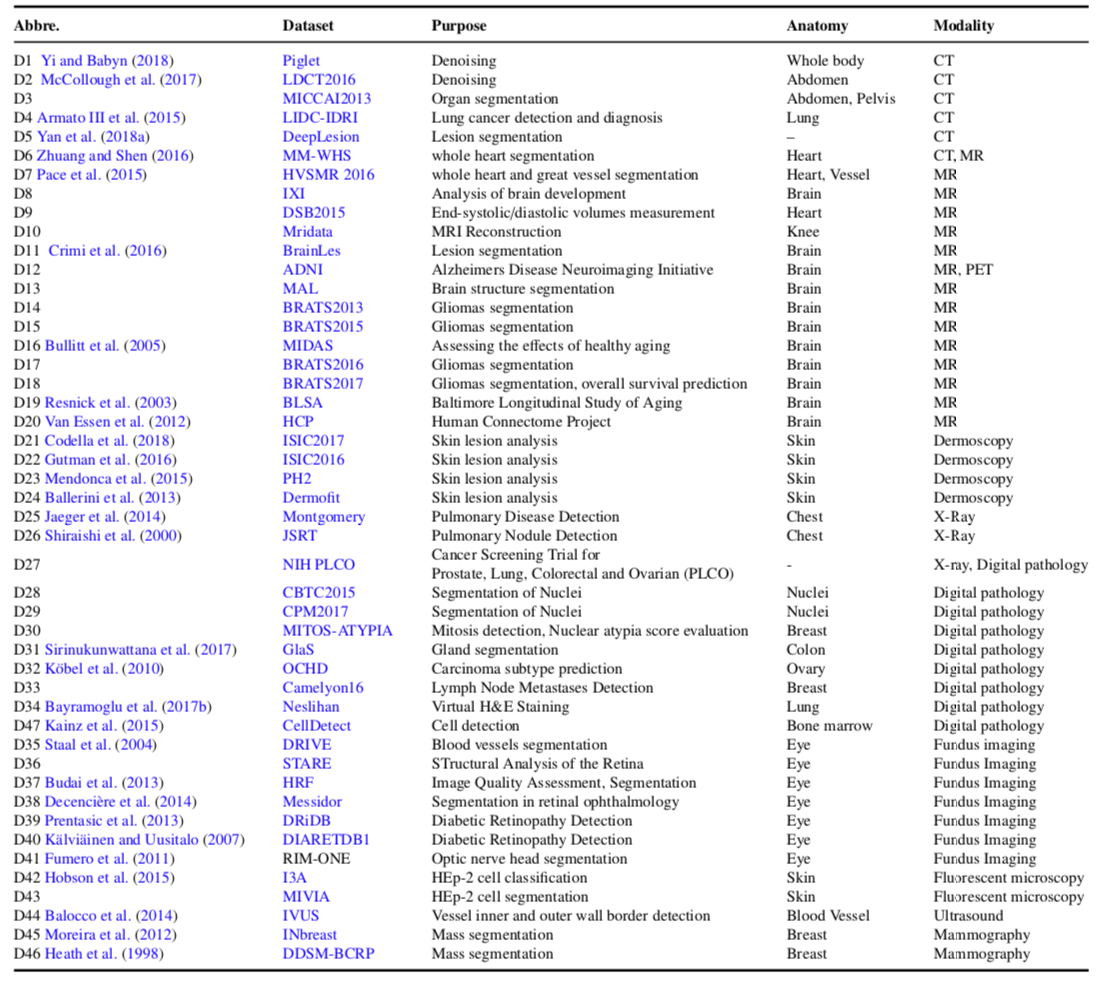 Abbre. Dataset Purpose Anatomy Modality
D1 Yi and Babyn (2018) Piglet Denoising Whole body CT
D2 McCollough et al. (2017) LDCT2016 Denoising Abdomen CT
D3 MICCAI2013 Organ segmentation Abdomen, Pelvis CT
D4 Armato III et al. (2015) LIDC-IDRI Lung cancer detection and diagnosis Lung CT
D5 Yan et al. (2018a) DeepLesion Lesion segmentation – CT
D6 Zhuang and Shen (2016) MM-WHS whole heart segmentation Heart CT, MR
D7 Pace et al. (2015) HVSMR 2016 whole heart and great vessel segmentation Heart, Vessel MR
D8 IXI Analysis of brain development Brain MR
D9 DSB2015 End-systolic/diastolic volumes measurement Heart MR
D10 Mridata MRI Reconstruction Knee MR
D11 Crimi et al. (2016) BrainLes Lesion segmentation Brain MR
D12 ADNI Alzheimers Disease Neuroimaging Initiative Brain MR, PET
D13 MAL Brain structure segmentation Brain MR
D14 BRATS2013 Gliomas segmentation Brain MR
D15 BRATS2015 Gliomas segmentation Brain MR
D16 Bullitt et al. (2005) MIDAS Assessing the effects of healthy aging Brain MR
D17 BRATS2016 Gliomas segmentation Brain MR
D18 BRATS2017 Gliomas segmentation, overall survival prediction Brain MR
D19 Resnick et al. (2003) BLSA Baltimore Longitudinal Study of Aging Brain MR
D20 Van Essen et al. (2012) HCP Human Connectome Project Brain MR
D21 Codella et al. (2018) ISIC2017 Skin lesion analysis Skin Dermoscopy
D22 Gutman et al. (2016) ISIC2016 Skin lesion analysis Skin Dermoscopy
D23 Mendonca et al. (2015) PH2 Skin lesion analysis Skin Dermoscopy
D24 Ballerini et al. (2013) Dermofit Skin lesion analysis Skin Dermoscopy
D25 Jaeger et al. (2014) Montgomery Pulmonary Disease Detection Chest X-Ray
D26 Shiraishi et al. (2000) JSRT Pulmonary Nodule Detection Chest X-Ray
D27 NIH PLCO Cancer Screening Trial for
Prostate, Lung, Colorectal and Ovarian (PLCO) - X-ray, Digital pathology
D28 CBTC2015 Segmentation of Nuclei Nuclei Digital pathology
D29 CPM2017 Segmentation of Nuclei Nuclei Digital pathology
D30 MITOS-ATYPIA Mitosis detection, Nuclear atypia score evaluation Breast Digital pathology
D31 Sirinukunwattana et al. (2017) GlaS Gland segmentation Colon Digital pathology
D32 Köbel et al. (2010) OCHD Carcinoma subtype prediction Ovary Digital pathology
D33 Camelyon16 Lymph Node Metastases Detection Breast Digital pathology
D34 Bayramoglu et al. (2017b) Neslihan Virtual H&E Staining Lung Digital pathology
D47 Kainz et al. (2015) CellDetect Cell detection Bone marrow Digital pathology
D35 Staal et al. (2004) DRIVE Blood vessels segmentation Eye Fundus imaging
D36 STARE STructural Analysis of the Retina Eye Fundus Imaging
D37 Budai et al. (2013) HRF Image Quality Assessment, Segmentation Eye Fundus Imaging
D38 Decencière et al. (2014) Messidor Segmentation in retinal ophthalmology Eye Fundus Imaging
D39 Prentasic et al. (2013) DRiDB Diabetic Retinopathy Detection Eye Fundus Imaging
D40 Kälviäinen and Uusitalo (2007) DIARETDB1 Diabetic Retinopathy Detection Eye Fundus Imaging
D41 Fumero et al. (2011) RIM-ONE Optic nerve head segmentation Eye Fundus Imaging
D42 Hobson et al. (2015) I3A HEp-2 cell classification Skin Fluorescent microscopy
D43 MIVIA HEp-2 cell segmentation Skin Fluorescent microscopy
D44 Balocco et al. (2014) IVUS Vessel inner and outer wall border detection Blood Vessel Ultrasound
D45 Moreira et al. (2012) INbreast Mass segmentation Breast Mammography
D46 Heath et al. (1998) DDSM-BCRP Mass segmentation Breast Mammography